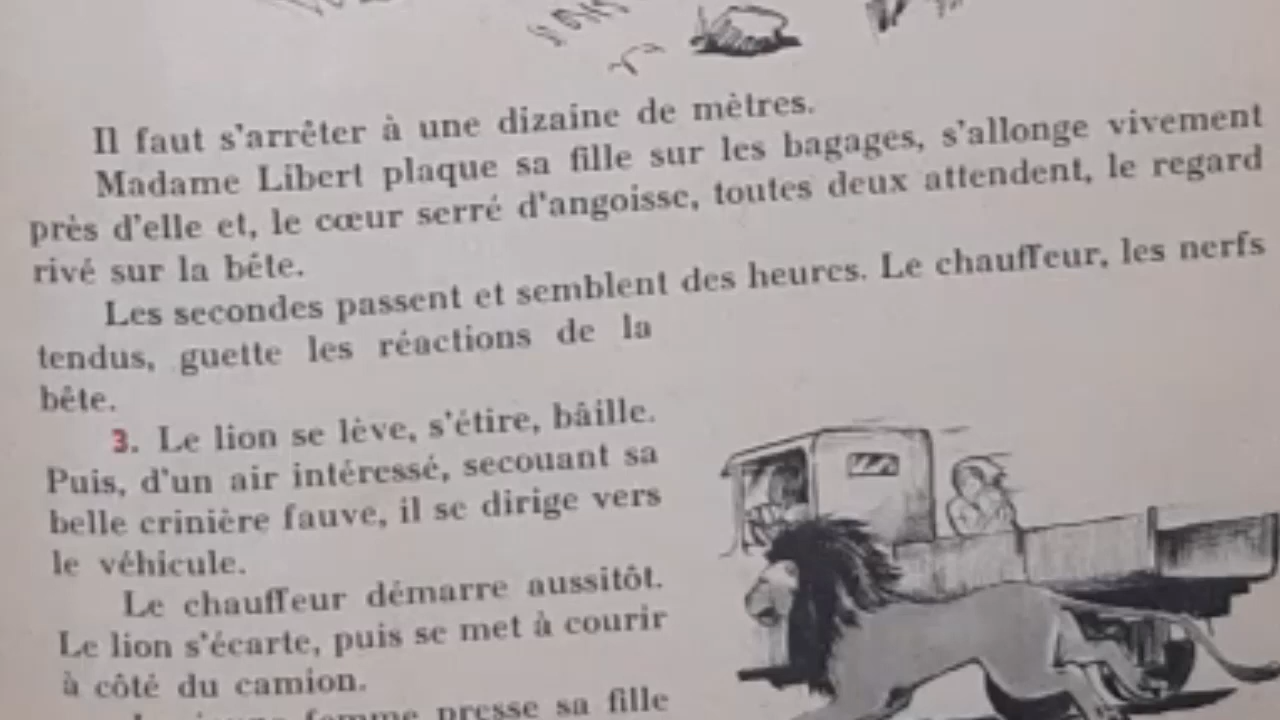 Il faut s'arrêter à une dizaine de mètres.
Madame Libert plaque sa fille sur les bagages, s'allonge vivement
près d'elle et, le cœur serré d'angoisse, toutes deux attendent, le regard
rivé sur la bête.
Les secondes passent et semblent des heures. Le chauffeur, les nerfs
tendus, guette les réactions de la
bête.
3. Le lion se lève, s'étire, bâille.
Puis, d'un air intéressé, secouant sa
belle crinière fauve, il se dirige vers
le véhicule.
Le chauffeur démarre aussitôt.
Le lion s'écarte, puis se met à courir
à côté du camion.
femme presse sa fille